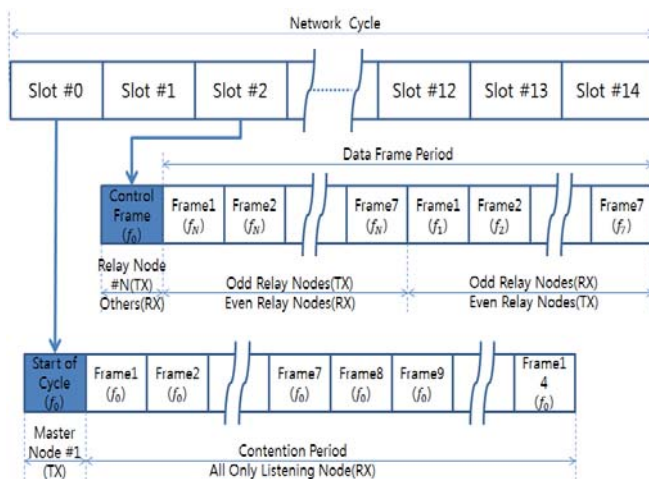 Network Cycle
Slot #0 Slot #1 Slot #2 Slot #12 Slot #13 Slot #14
Data Frame Period
Control Frame (f₀) Frame1 (f_N) Frame2 (f_N) Frame7 (f_N) Frame1 (f₁) Frame2 (f₂) Frame7 (f₇)
Relay Node #N(TX) Others(RX)
Odd Relay Nodes(TX) Even Relay Nodes(RX)
Odd Relay Nodes(RX) Even Relay Nodes(TX)
Start of Cycle (f₀) Frame1 (f₀) Frame2 (f₀) Frame7 (f₀) Frame8 (f₀) Frame9 (f₀) Frame1 4 (f₀)
Master Node #1 (TX)
Contention Period
All Only Listening Node(RX)